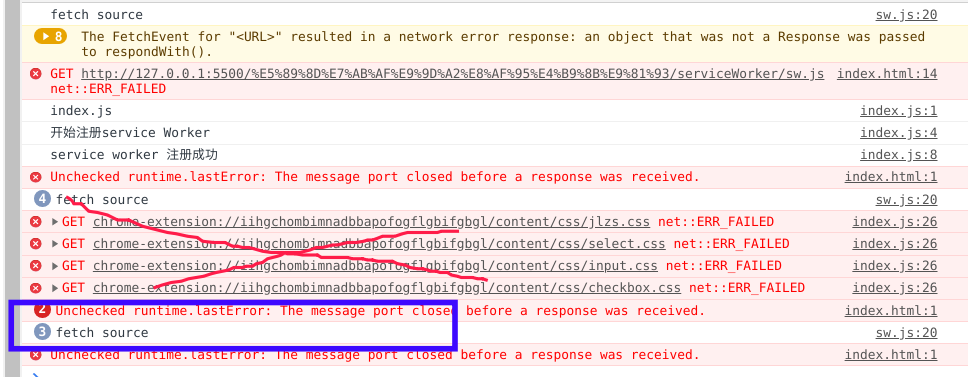 fetch source sw.js:20
8 The FetchEvent for "<URL>" resulted in a network error response: an object that was not a Response was passed
to respondWith().
GET http://127.0.0.1:5500/%E5%89%8D%E7%AB%AF%E9%9D%A2%E8%AF%95%E4%B9%8B%E9%81%93/serviceWorker/sw.js index.html:14
net::ERR_FAILED
index.js index.js:1
开始注册service Worker index.js:4
service worker 注册成功 index.js:8
Unchecked runtime.lastError: The message port closed before a response was received. index.html:1
4 fetch source sw.js:20
GET chrome-extension://iihgchombimnadbbapofogflgbifgbgl/content/css/jlzs.css net::ERR_FAILED index.js:26
GET chrome-extension://iihgchombimnadbbapofogflgbifgbgl/content/css/select.css net::ERR_FAILED index.js:26
GET chrome-extension://iihgchombimnadbbapofogflgbifgbgl/content/css/input.css net::ERR_FAILED index.js:26
GET chrome-extension://iihgchombimnadbbapofogflgbifgbgl/content/css/checkbox.css net::ERR_FAILED index.js:26
2 Unchecked runtime.lastError: The message port closed before a response was received. index.html:1
3 fetch source sw.js:20
Unchecked runtime.lastError: The message port closed before a response was received. index.html:1